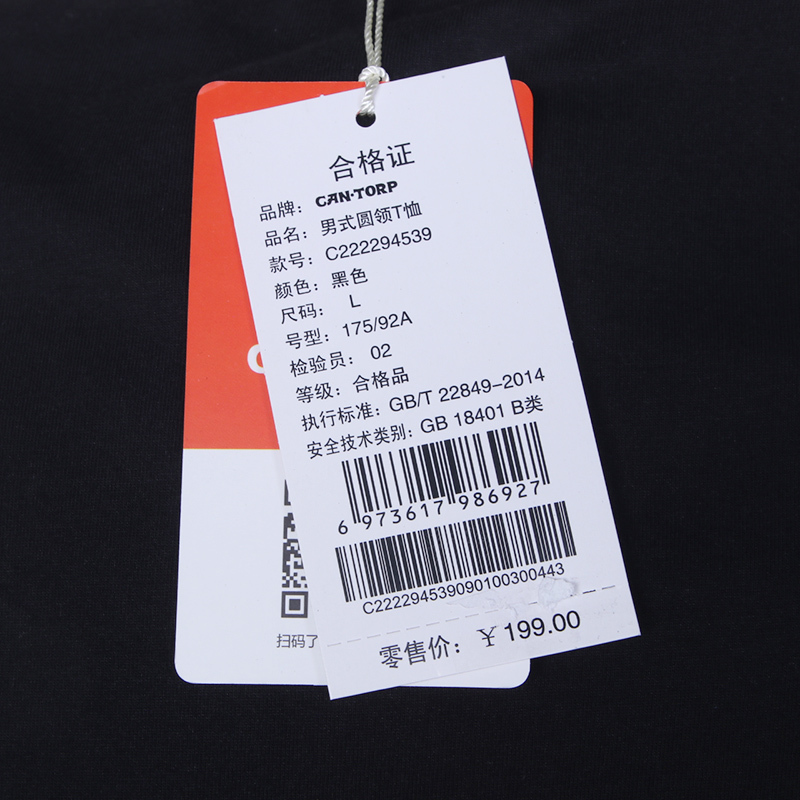 合格证
品牌： CAN·TORP
品名：男式圆领T恤
款号：C222294539
颜色：黑色
尺码： L
号型：175/92A
检验员： 02
等级：合格品
执行标准：GB/T 22849-2014
安全技术类别：GB 18401 B类
6 973617 986927
C222294539090100300443
零售价：￥199.00
扫码了